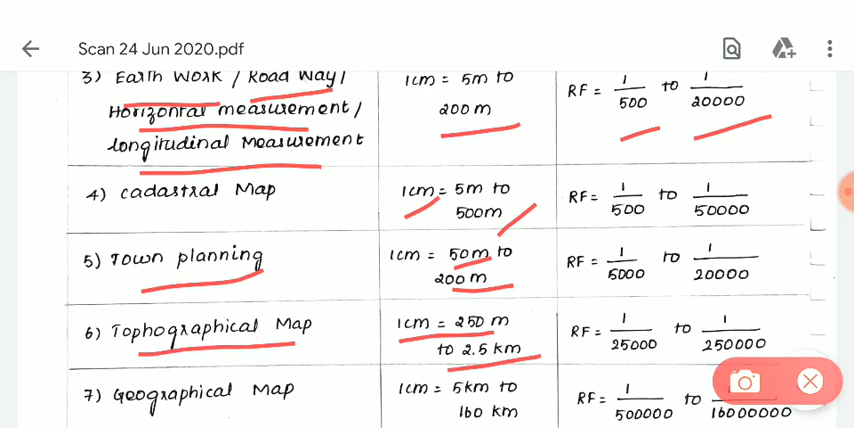 Scan 24 Jun 2020.pdf
3) Earth Work / Road Way /
Horizontal measurement /
longitudinal Measurement
1cm = 5m to
200 m
RF = 1/500 to 1/20000
4) Cadastral Map
1cm = 5m to
500m
RF = 1/500 to 1/50000
5) Town planning
1cm = 50m to
200 m
RF = 1/5000 to 1/20000
6) Tophographical Map
1cm = 250 m
to 2.5 km
RF = 1/25000 to 1/250000
7) Geographical Map
1cm = 5km to
160 km
RF = 1/500000 to 1/16000000